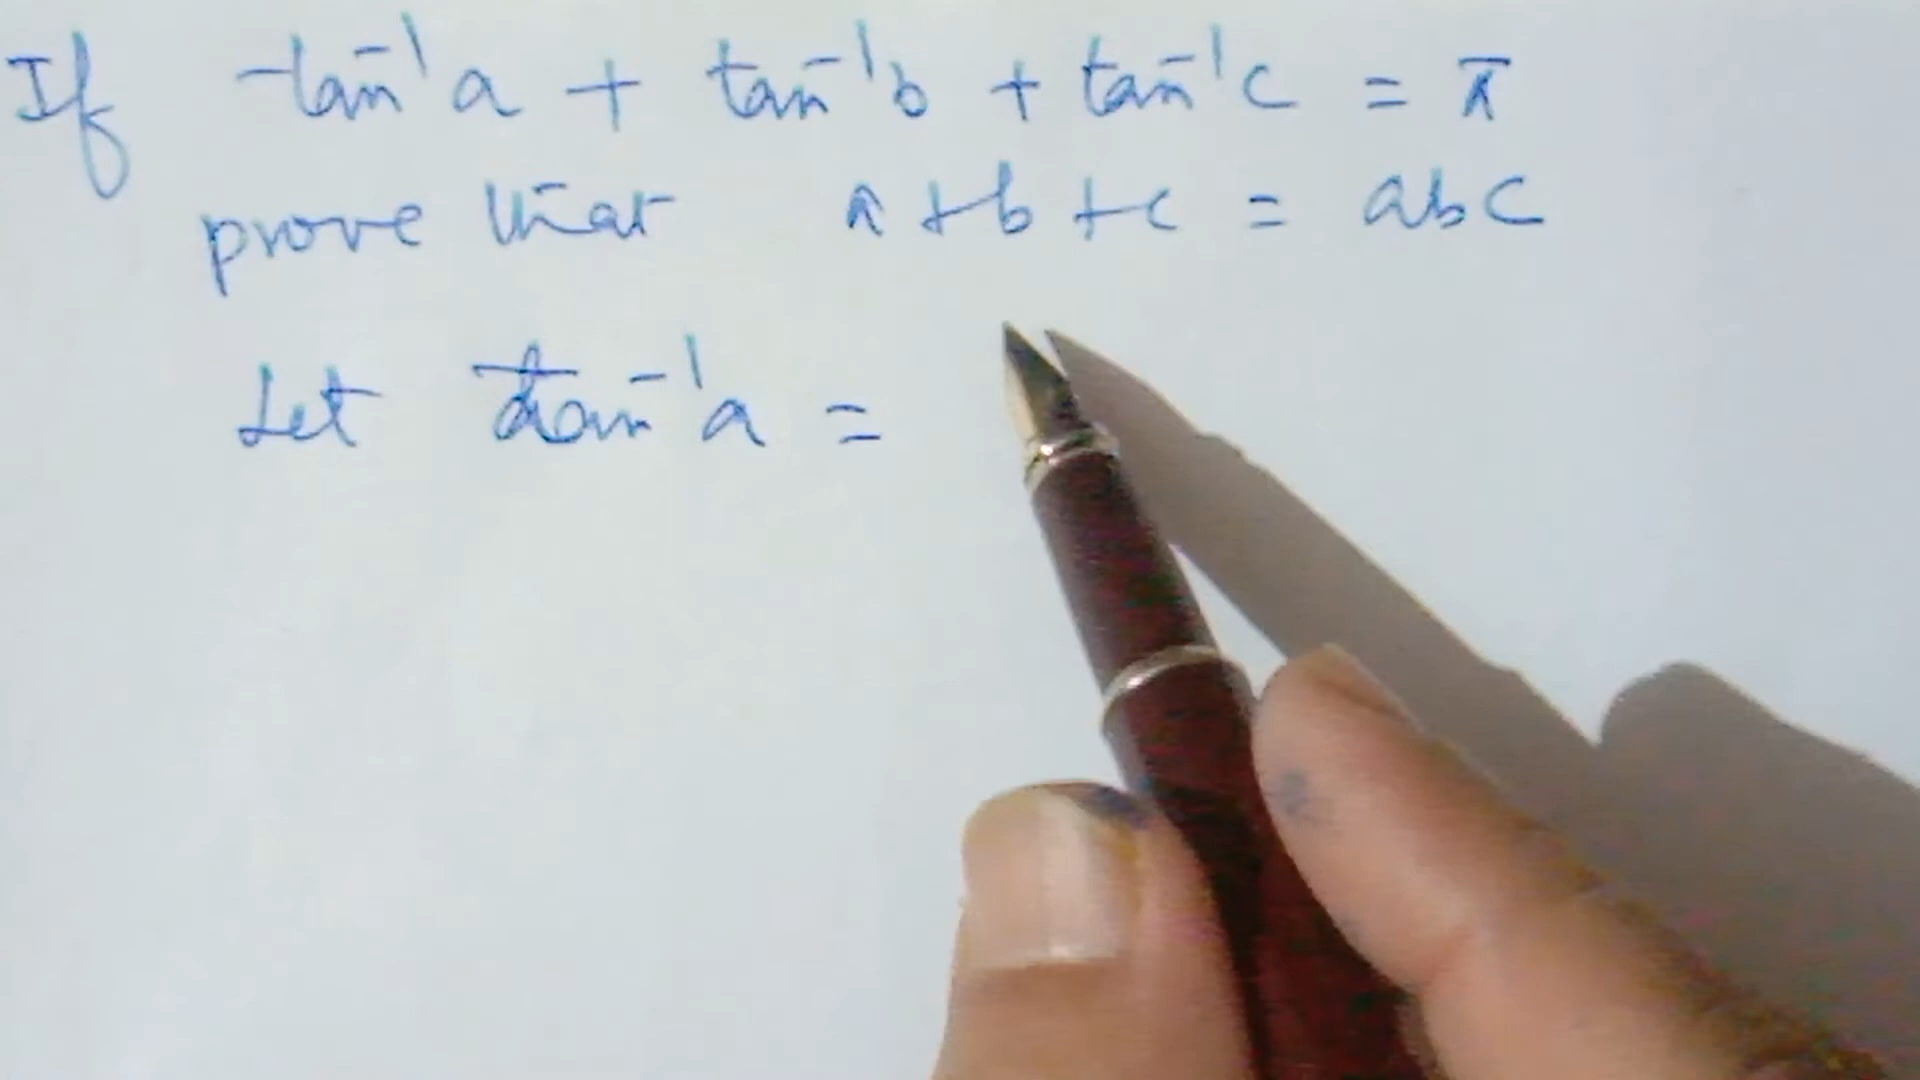 If tan⁻¹a + tan⁻¹b + tan⁻¹c = π
prove that a+b+c = abc
Let tan⁻¹a =